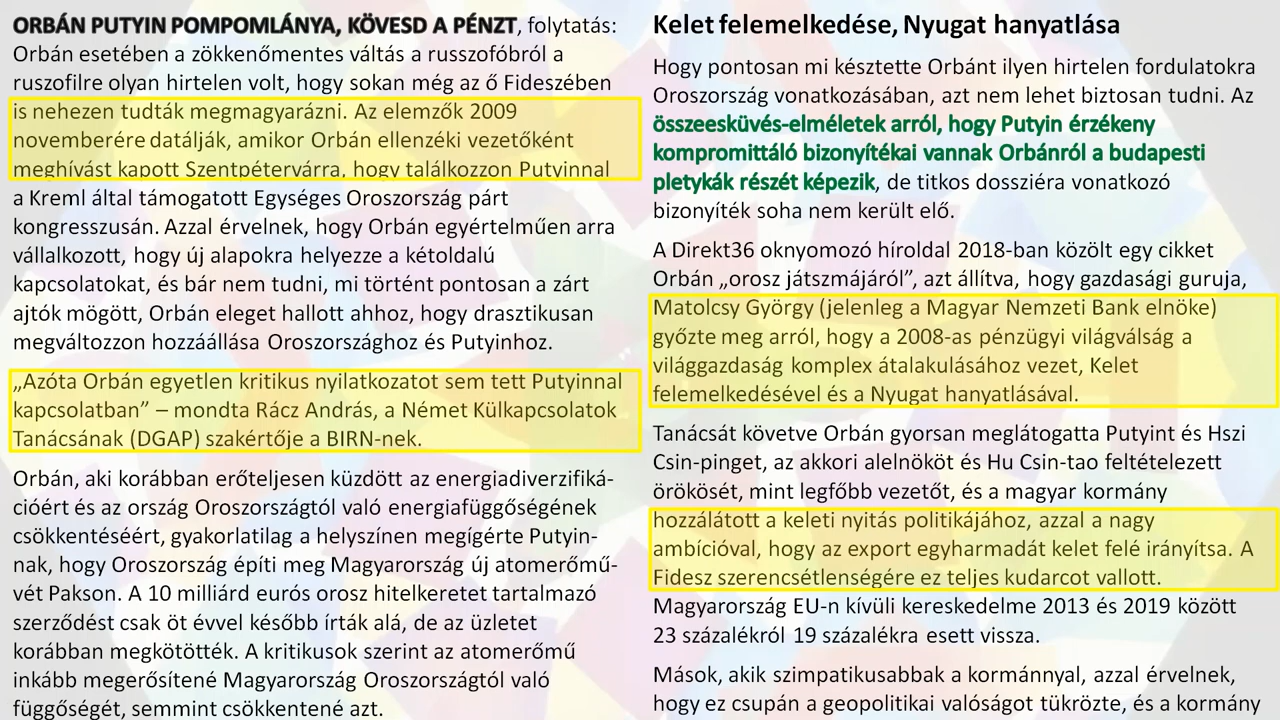 ORBÁN PUTYIN POMPOMLÁNYA, KÖVESD A PÉNZT, folytatás:
Orbán esetében a zökkenőmentes váltás a russzofóbról a
ruszofilre olyan hirtelen volt, hogy sokan még az ő Fideszében
is nehezen tudták megmagyarázni. Az elemzők 2009
novemberére datálják, amikor Orbán ellenzéki vezetőként
meghívást kapott Szentpétervárra, hogy találkozzon Putyinnal
a Kreml által támogatott Egységes Oroszország párt
kongresszusán. Azzal érvelnek, hogy Orbán egyértelműen arra
vállalkozott, hogy új alapokra helyezze a kétoldalú
kapcsolatokat, és bár nem tudni, mi történt pontosan a zárt
ajtók mögött, Orbán eleget hallott ahhoz, hogy drasztikusan
megváltozzon hozzáállása Oroszországhoz és Putyinhoz.
„Azóta Orbán egyetlen kritikus nyilatkozatot sem tett Putyinnal
kapcsolatban” – mondta Rácz András, a Német Külkapcsolatok
Tanácsának (DGAP) szakértője a BIRN-nek.
Orbán, aki korábban erőteljesen küzdött az energiadiverzifiká-
cióért és az ország Oroszországtól való energiafüggőségének
csökkentéséért, gyakorlatilag a helyszínen megígérte Putyin-
nak, hogy Oroszország építi meg Magyarország új atomerőmű-
vét Pakson. A 10 milliárd eurós orosz hitelkeretet tartalmazó
szerződést csak öt évvel később írták alá, de az üzletet
korábban megkötötték. A kritikusok szerint az atomerőmű
inkább megerősítené Magyarország Oroszországtól való
függőségét, semmint csökkentené azt.
Kelet felemelkedése, Nyugat hanyatlása
Hogy pontosan mi késztette Orbánt ilyen hirtelen fordulatokra
Oroszország vonatkozásában, azt nem lehet biztosan tudni. Az
összeesküvés-elméletek arról, hogy Putyin érzékeny
kompromittáló bizonyítékai vannak Orbánról a budapesti
pletykák részét képezik, de titkos dossziéra vonatkozó
bizonyíték soha nem került elő.
A Direkt36 oknyomozó híroldal 2018-ban közölt egy cikket
Orbán „orosz játszmájáról”, azt állítva, hogy gazdasági guruja,
Matolcsy György (jelenleg a Magyar Nemzeti Bank elnöke)
győzte meg arról, hogy a 2008-as pénzügyi világválság a
világgazdaság komplex átalakulásához vezet, Kelet
felemelkedésével és a Nyugat hanyatlásával.
Tanácsát követve Orbán gyorsan meglátogatta Putyint és Hszi
Csin-pinget, az akkori alelnököt és Hu Csin-tao feltételezett
örökösét, mint legfőbb vezetőt, és a magyar kormány
hozzálátott a keleti nyitás politikájához, azzal a nagy
ambícióval, hogy az export egyharmadát kelet felé irányítsa. A
Fidesz szerencsétlenségére ez teljes kudarcot vallott.
Magyarország EU-n kívüli kereskedelme 2013 és 2019 között
23 százalékról 19 százalékra esett vissza.
Mások, akik szimpatikusabbak a kormánnyal, azzal érvelnek,
hogy ez csupán a geopolitikai valóságot tükrözte, és a kormány